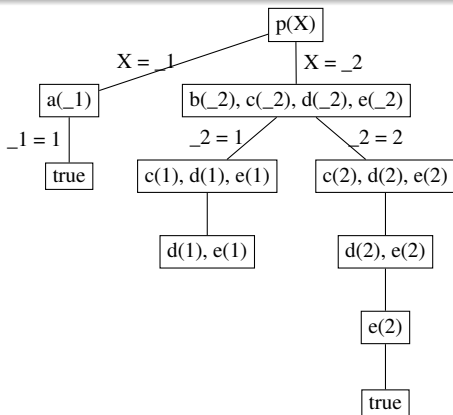 p(X)
X = _1
X = _2
a(_1)
b(_2), c(_2), d(_2), e(_2)
_1 = 1
_2 = 1
_2 = 2
true
c(1), d(1), e(1)
c(2), d(2), e(2)
d(1), e(1)
d(2), e(2)
e(2)
true